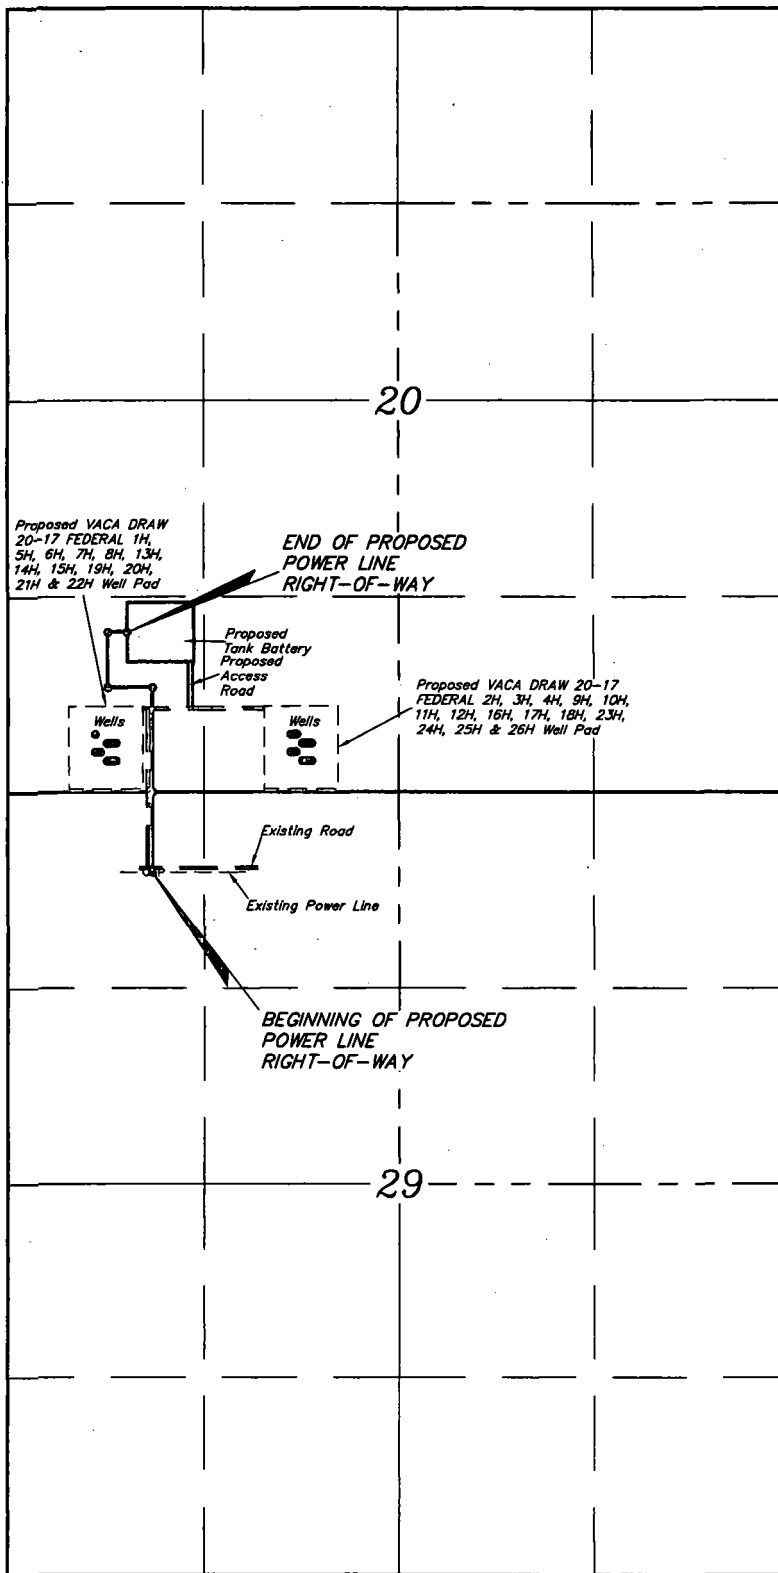 20
Proposed VACA DRAW
20-17 FEDERAL 1H,
5H, 6H, 7H, 8H, 13H,
14H, 15H, 19H, 20H,
21H & 22H Well Pad
END OF PROPOSED
POWER LINE
RIGHT-OF-WAY
Proposed
Tank Battery
Proposed
Access
Road
Proposed VACA DRAW 20-17
FEDERAL 2H, 3H, 4H, 9H, 10H,
11H, 12H, 16H, 17H, 18H, 23H,
24H, 25H & 26H Well Pad
Wells
Wells
Existing Road
Existing Power Line
BEGINNING OF PROPOSED
POWER LINE
RIGHT-OF-WAY
29